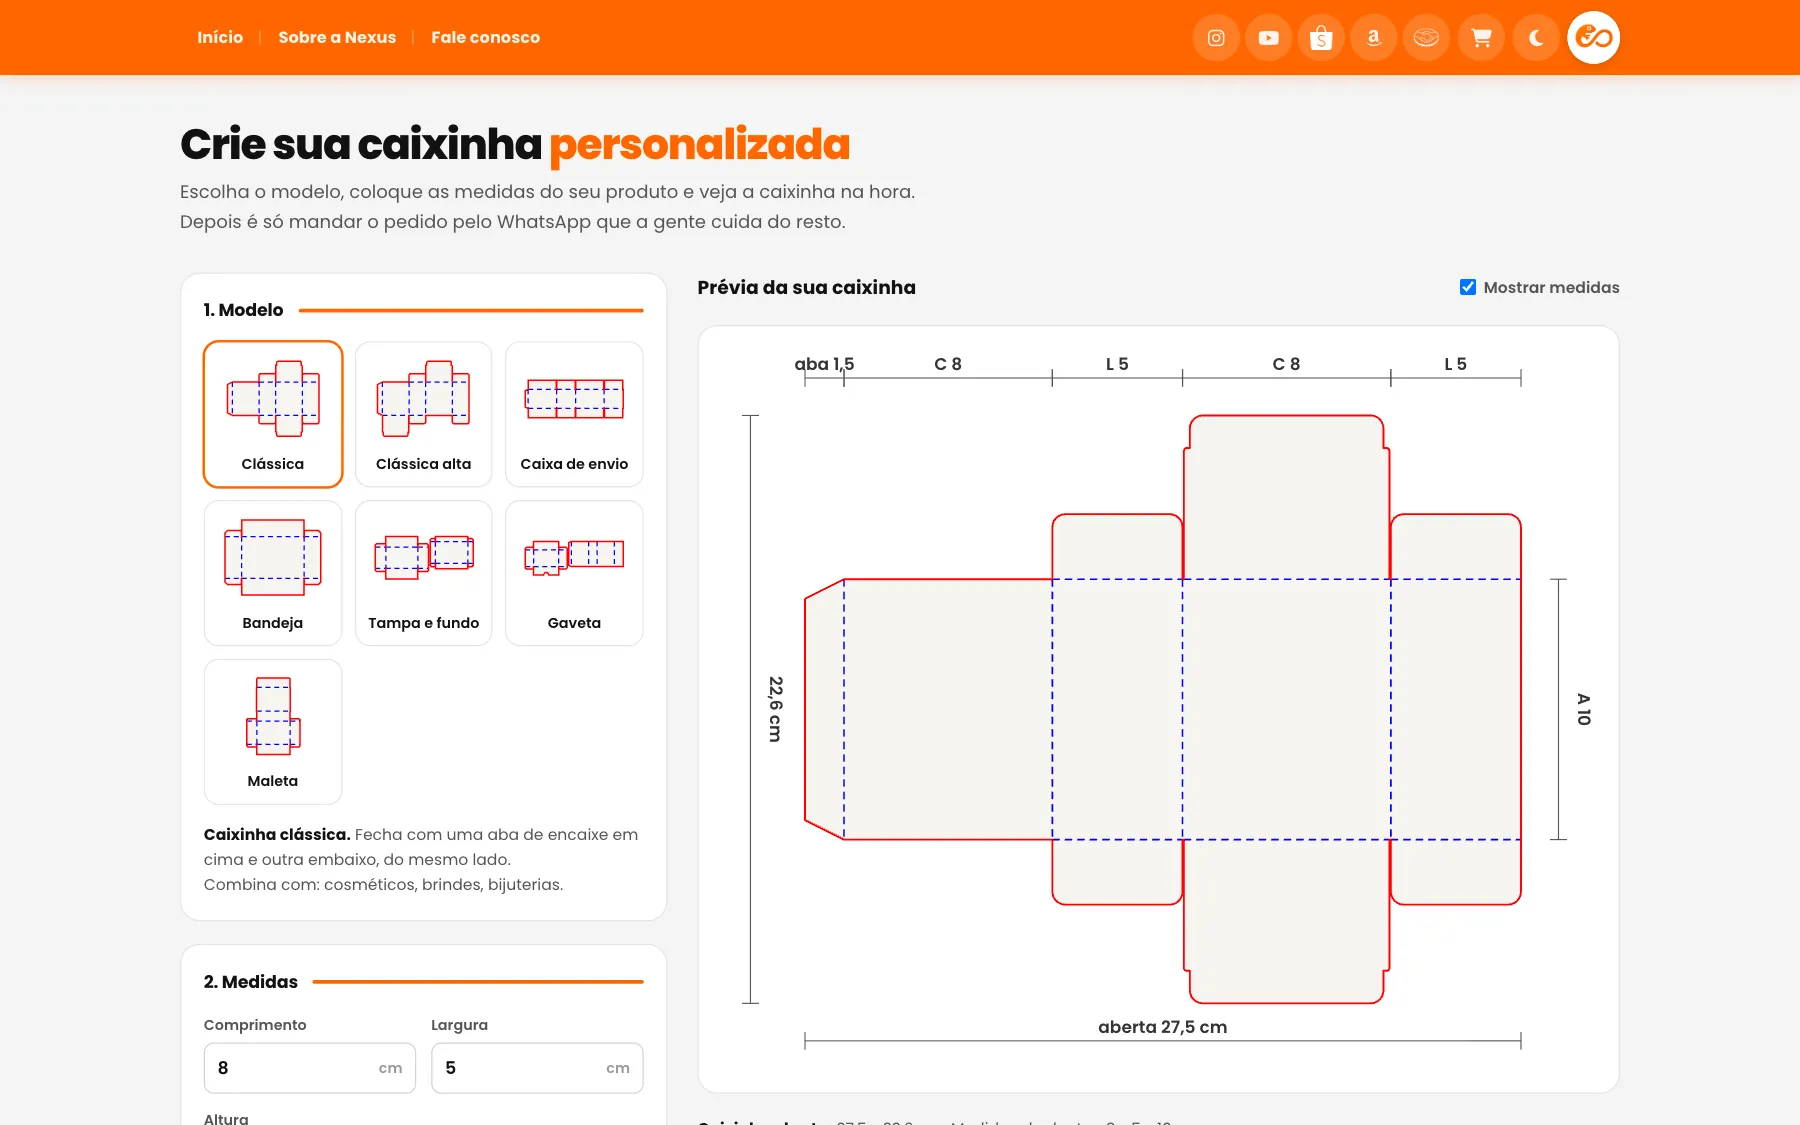 Início
Sobre a Nexus
Fale conosco
Crie sua caixinha personalizada
Escolha o modelo, coloque as medidas do seu produto e veja a caixinha na hora.
Depois é só mandar o pedido pelo WhatsApp que a gente cuida do resto.
1. Modelo
Clássica
Clássica alta
Caixa de envio
Bandeja
Tampa e fundo
Gaveta
Maleta
Caixinha clássica. Fecha com uma aba de encaixe em
cima e outra embaixo, do mesmo lado.
Combina com: cosméticos, brindes, bijuterias.
2. Medidas
Comprimento
Largura
8 cm
5 cm
Altura
Prévia da sua caixinha
Mostrar medidas
aba 1,5
C 8
L 5
C 8
L 5
22,6 cm
A 10
aberta 27,5 cm